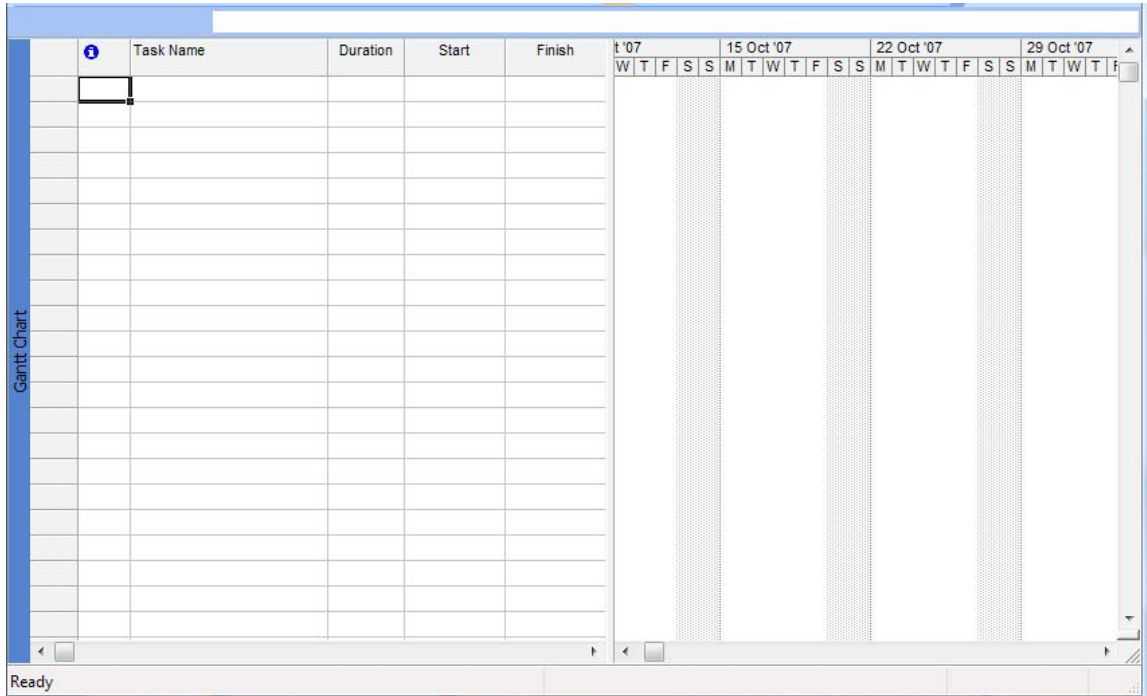 Task Name Duration Start Finish t '07 15 Oct '07 22 Oct '07 29 Oct '07
W T F S S M T W T F S S M T W T F S S M T W T F
Gantt Chart
Ready